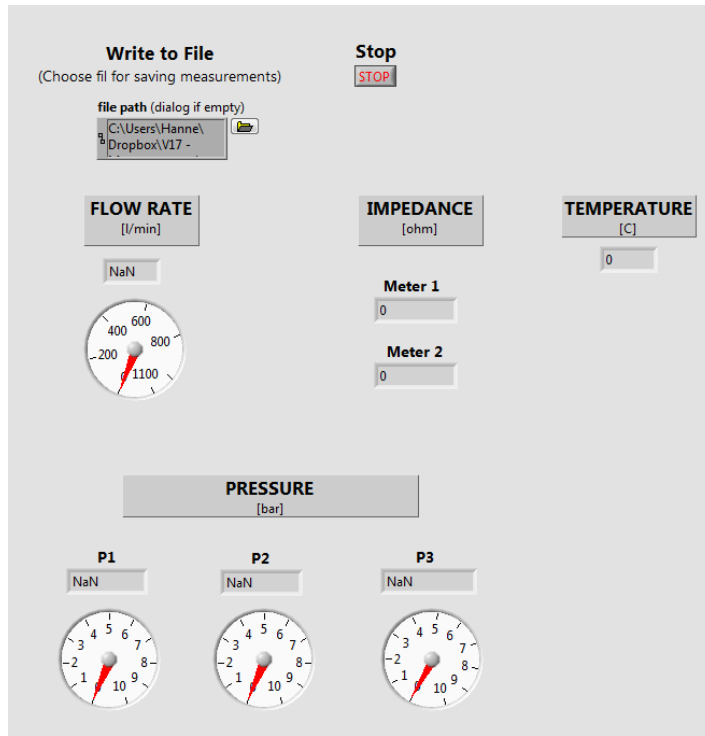 Write to File
(Choose fil for saving measurements)
Stop
STOP
file path (dialog if empty)
C:\Users\Hanne\
Dropbox\V17 -
FLOW RATE
[l/min]
NaN
0 200 400 600 800 1100
IMPEDANCE
[ohm]
Meter 1
0
Meter 2
0
TEMPERATURE
[C]
0
PRESSURE
[bar]
P1
NaN
0 1 2 3 4 5 6 7 8 9 10
P2
NaN
0 1 2 3 4 5 6 7 8 9 10
P3
NaN
0 1 2 3 4 5 6 7 8 9 10